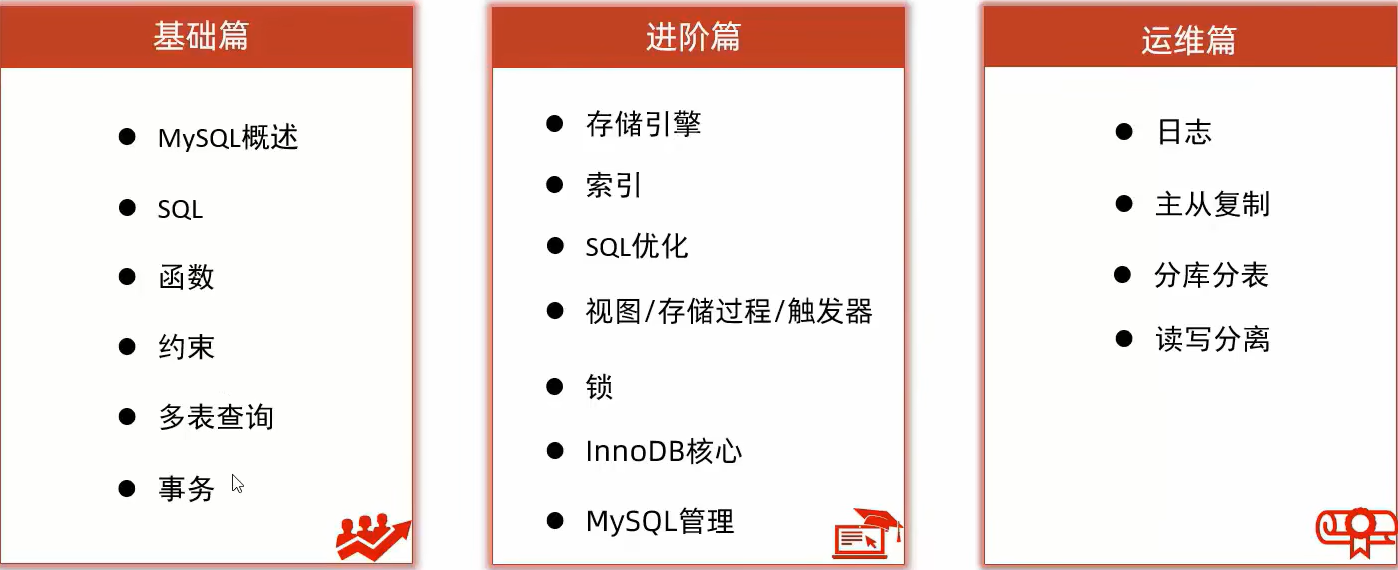 基础篇
MySQL概述
SQL
函数
约束
多表查询
事务
进阶篇
存储引擎
索引
SQL优化
视图/存储过程/触发器
锁
InnoDB核心
MySQL管理
运维篇
日志
主从复制
分库分表
读写分离